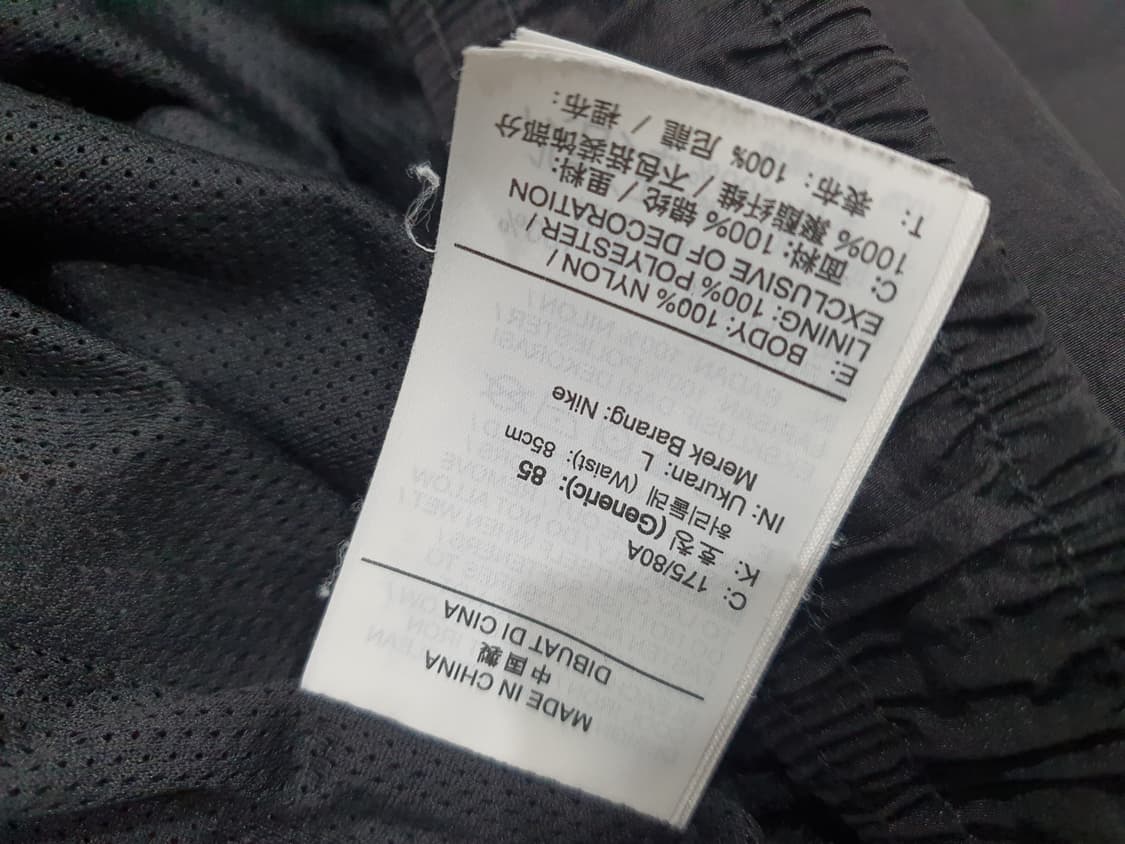 MADE IN CHINA
中国製
DIBUAT DI CINA
C: 175/80A
K: 호칭 (Generic): 85
허리둘레 (Waist): 85cm
IN: Ukuran: L
Merek Barang: Nike
E: BODY: 100% NYLON /
LINING: 100% POLYESTER /
EXCLUSIVE OF DECORATION
C: 面料: 100% 锦纶 / 里料:
100% 聚酯纤维 / 不包括装饰部分
T: 表布: 100% 尼龍 / 裡布: